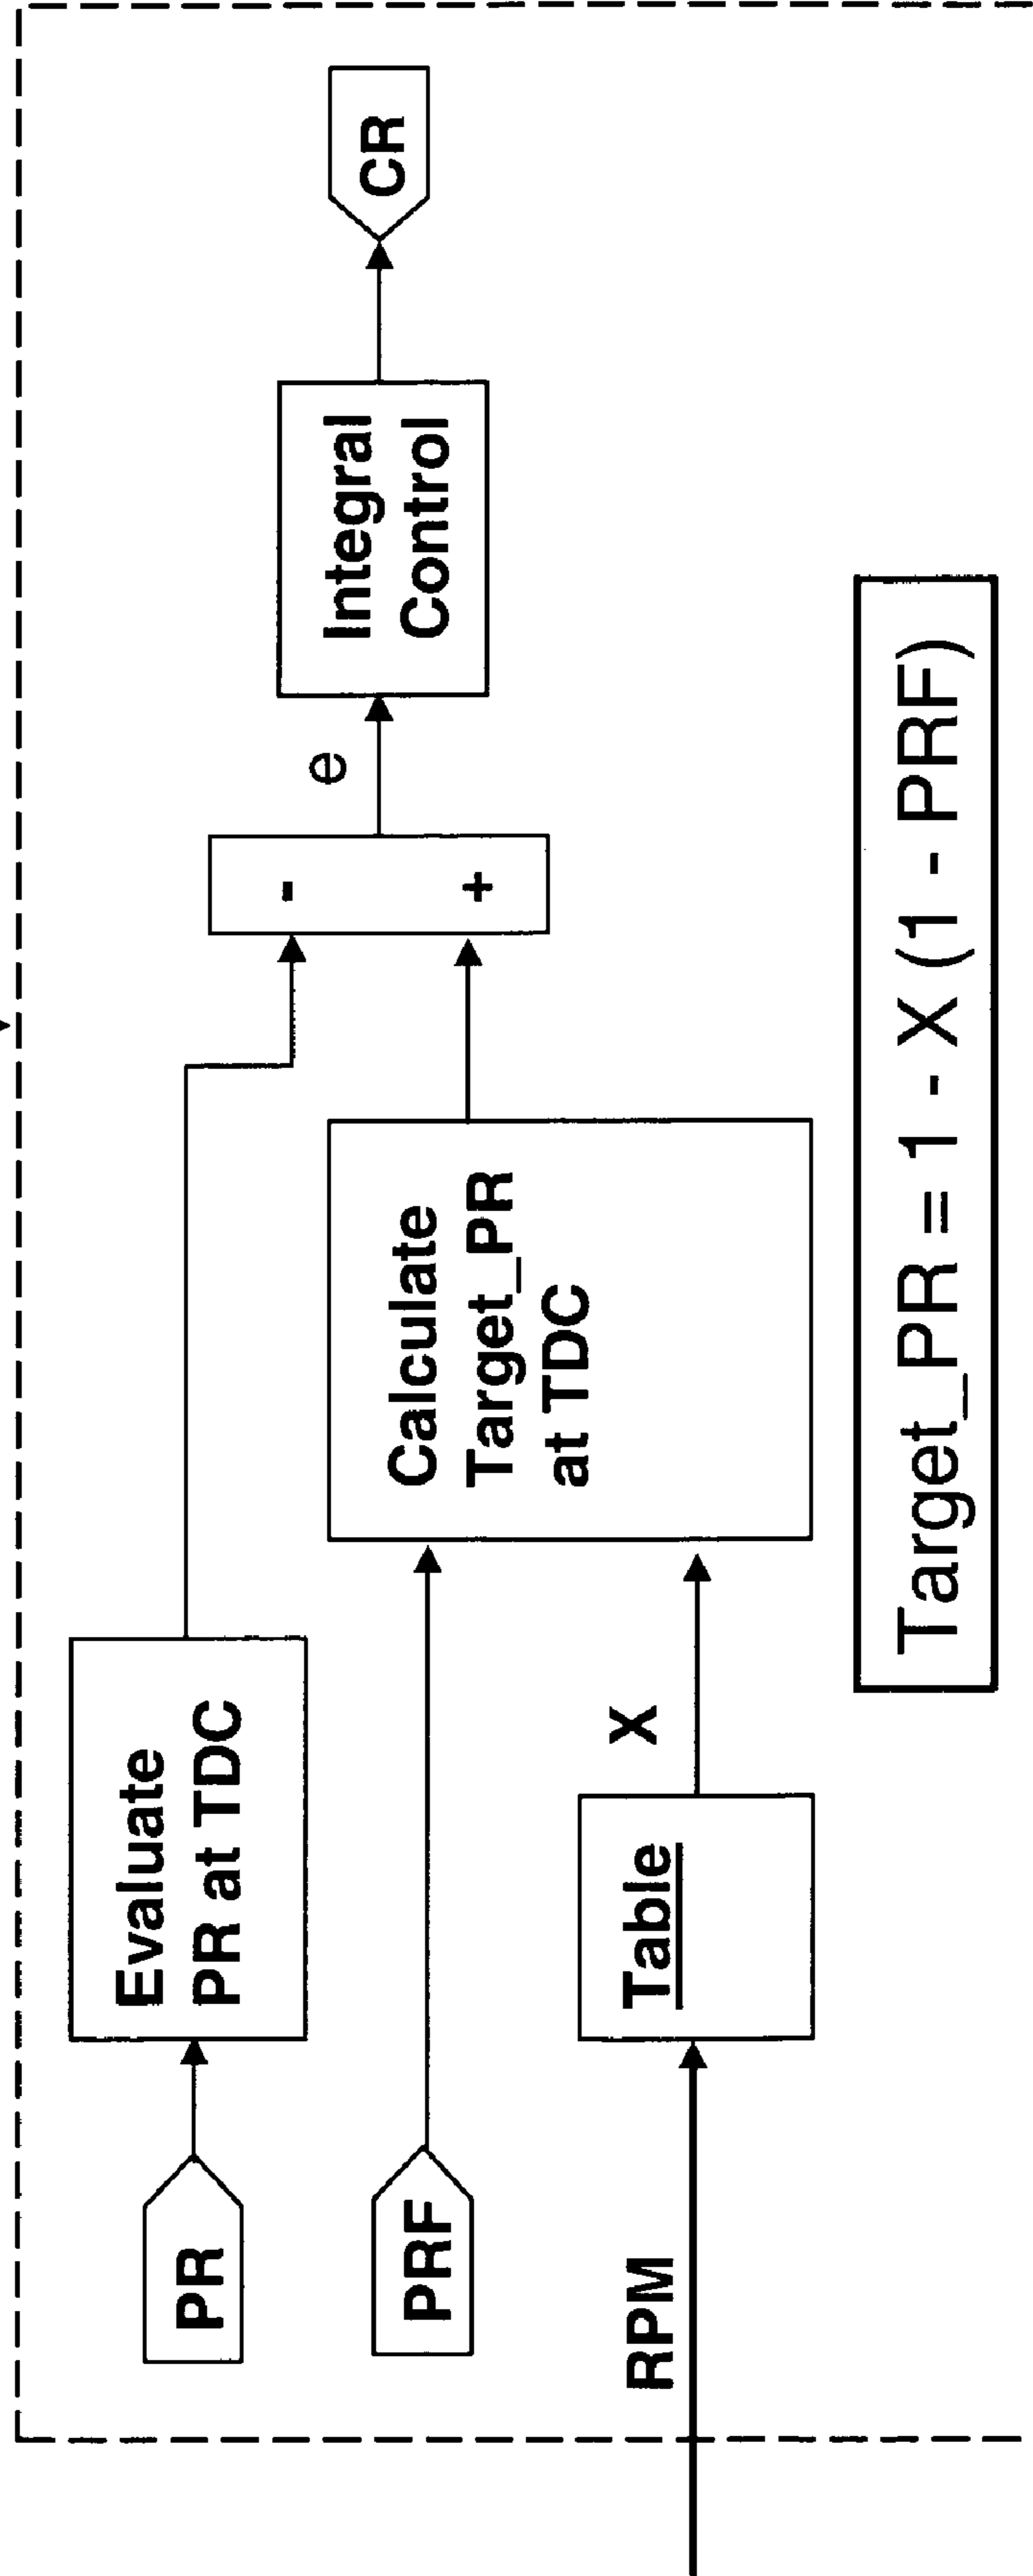 PR
Evaluate
PR at TDC
PRF
Calculate
Target_PR
at TDC
RPM
Table
X
-
+
e
Integral
Control
CR
Target_PR = 1 - X (1 - PRF)